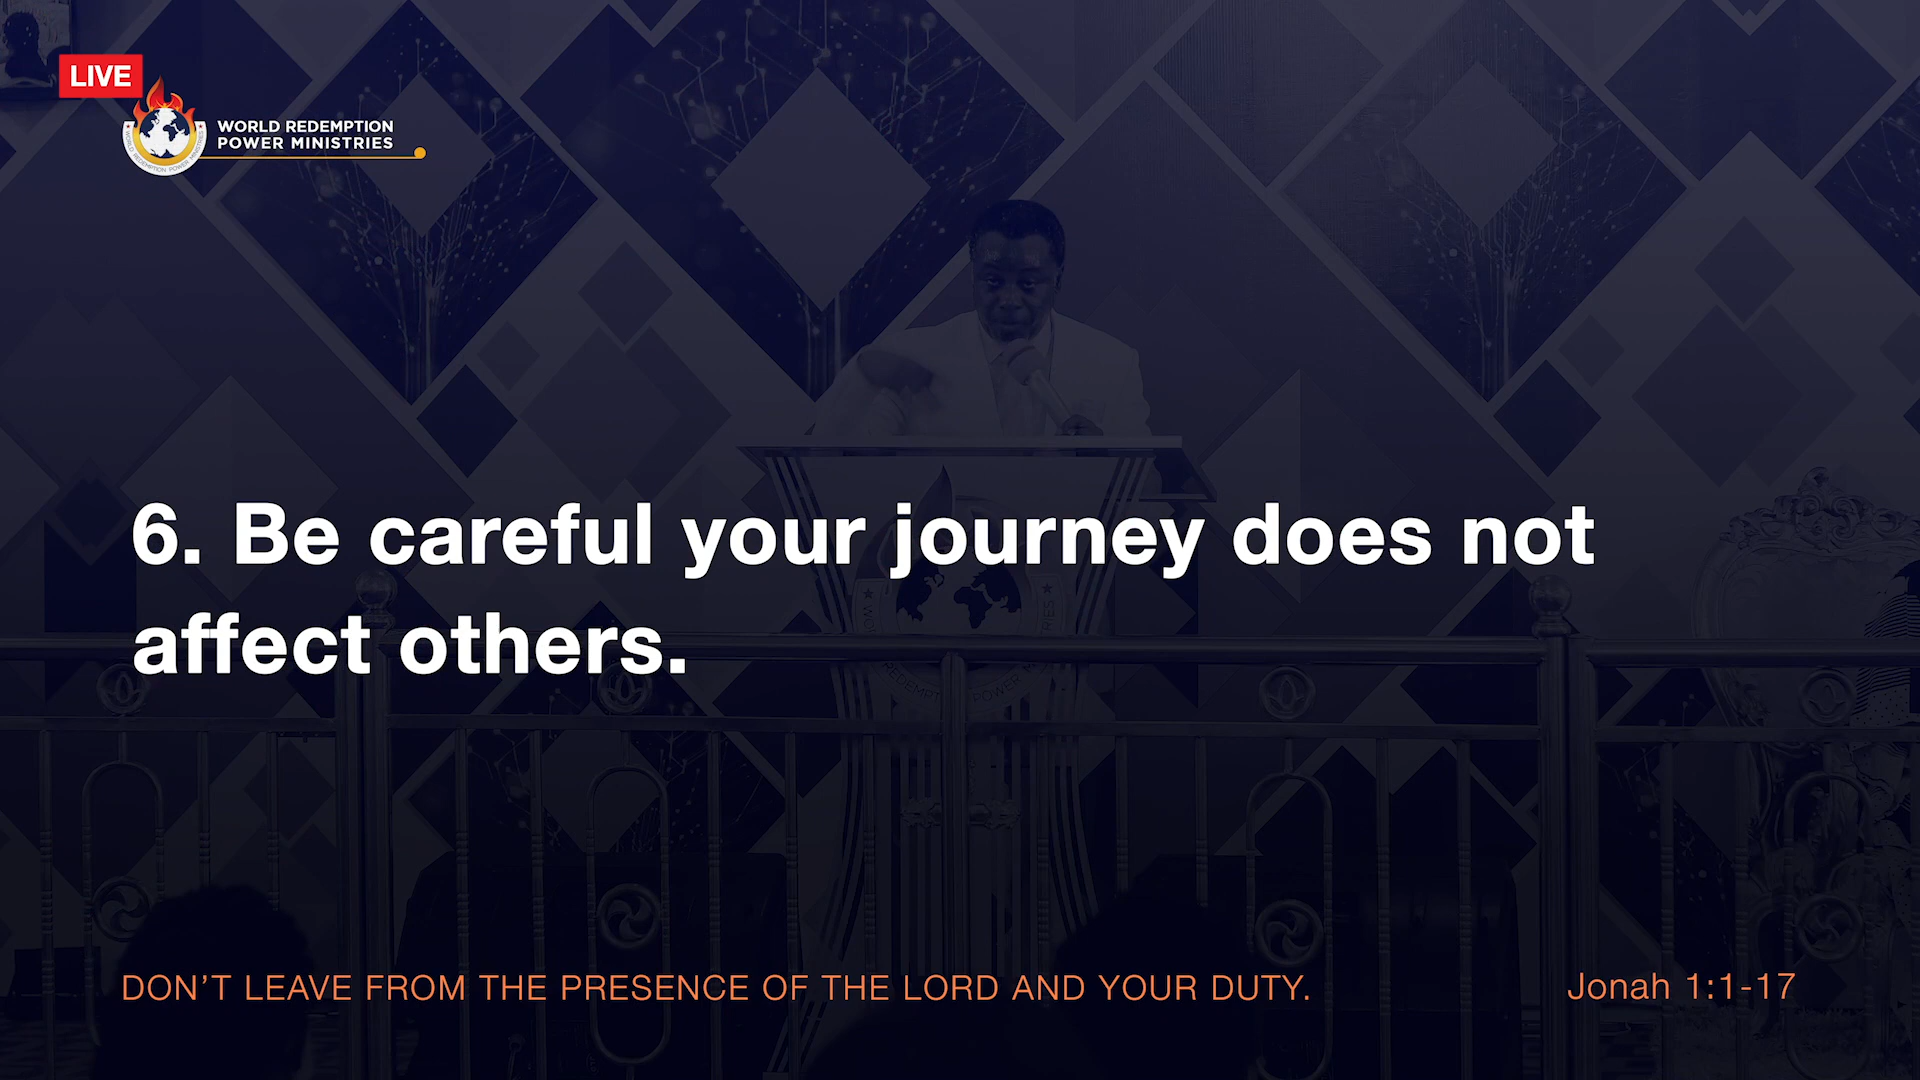 LIVE
WORLD REDEMPTION
POWER MINISTRIES
6. Be careful your journey does not
affect others.
DON’T LEAVE FROM THE PRESENCE OF THE LORD AND YOUR DUTY.
Jonah 1:1-17